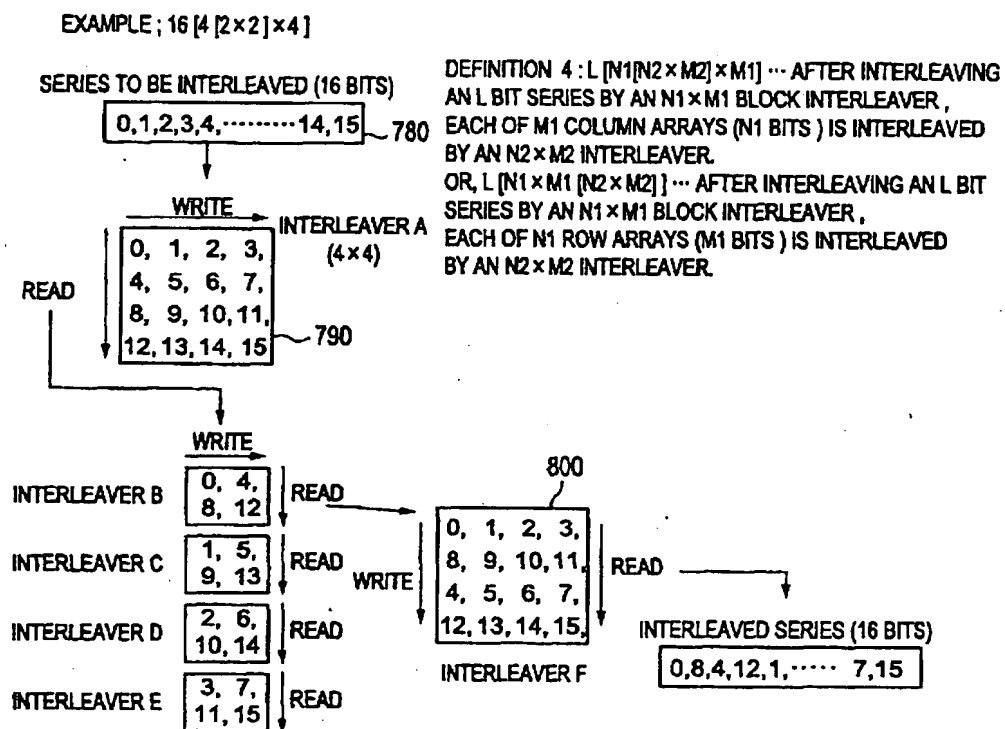 EXAMPLE ; 16 [4 [2×2] ×4]
SERIES TO BE INTERLEAVED (16 BITS)
0,1,2,3,4,·········14,15
780
DEFINITION 4 : L [N1[N2×M2]×M1] ··· AFTER INTERLEAVING
AN L BIT SERIES BY AN N1×M1 BLOCK INTERLEAVER ,
EACH OF M1 COLUMN ARRAYS (N1 BITS ) IS INTERLEAVED
BY AN N2×M2 INTERLEAVER.
OR, L [N1×M1 [N2×M2] ] ··· AFTER INTERLEAVING AN L BIT
SERIES BY AN N1×M1 BLOCK INTERLEAVER ,
EACH OF N1 ROW ARRAYS (M1 BITS ) IS INTERLEAVED
BY AN N2×M2 INTERLEAVER.
WRITE
INTERLEAVER A
(4×4)
READ
0, 1, 2, 3,
4, 5, 6, 7,
8, 9, 10, 11,
12, 13, 14, 15
790
WRITE
INTERLEAVER B
0, 4,
8, 12
READ
INTERLEAVER C
1, 5,
9, 13
READ
INTERLEAVER D
2, 6,
10, 14
READ
INTERLEAVER E
3, 7,
11, 15
READ
800
WRITE
0, 1, 2, 3,
8, 9, 10, 11,
4, 5, 6, 7,
12, 13, 14, 15,
READ
INTERLEAVER F
INTERLEAVED SERIES (16 BITS)
0,8,4,12,1,····· 7,15